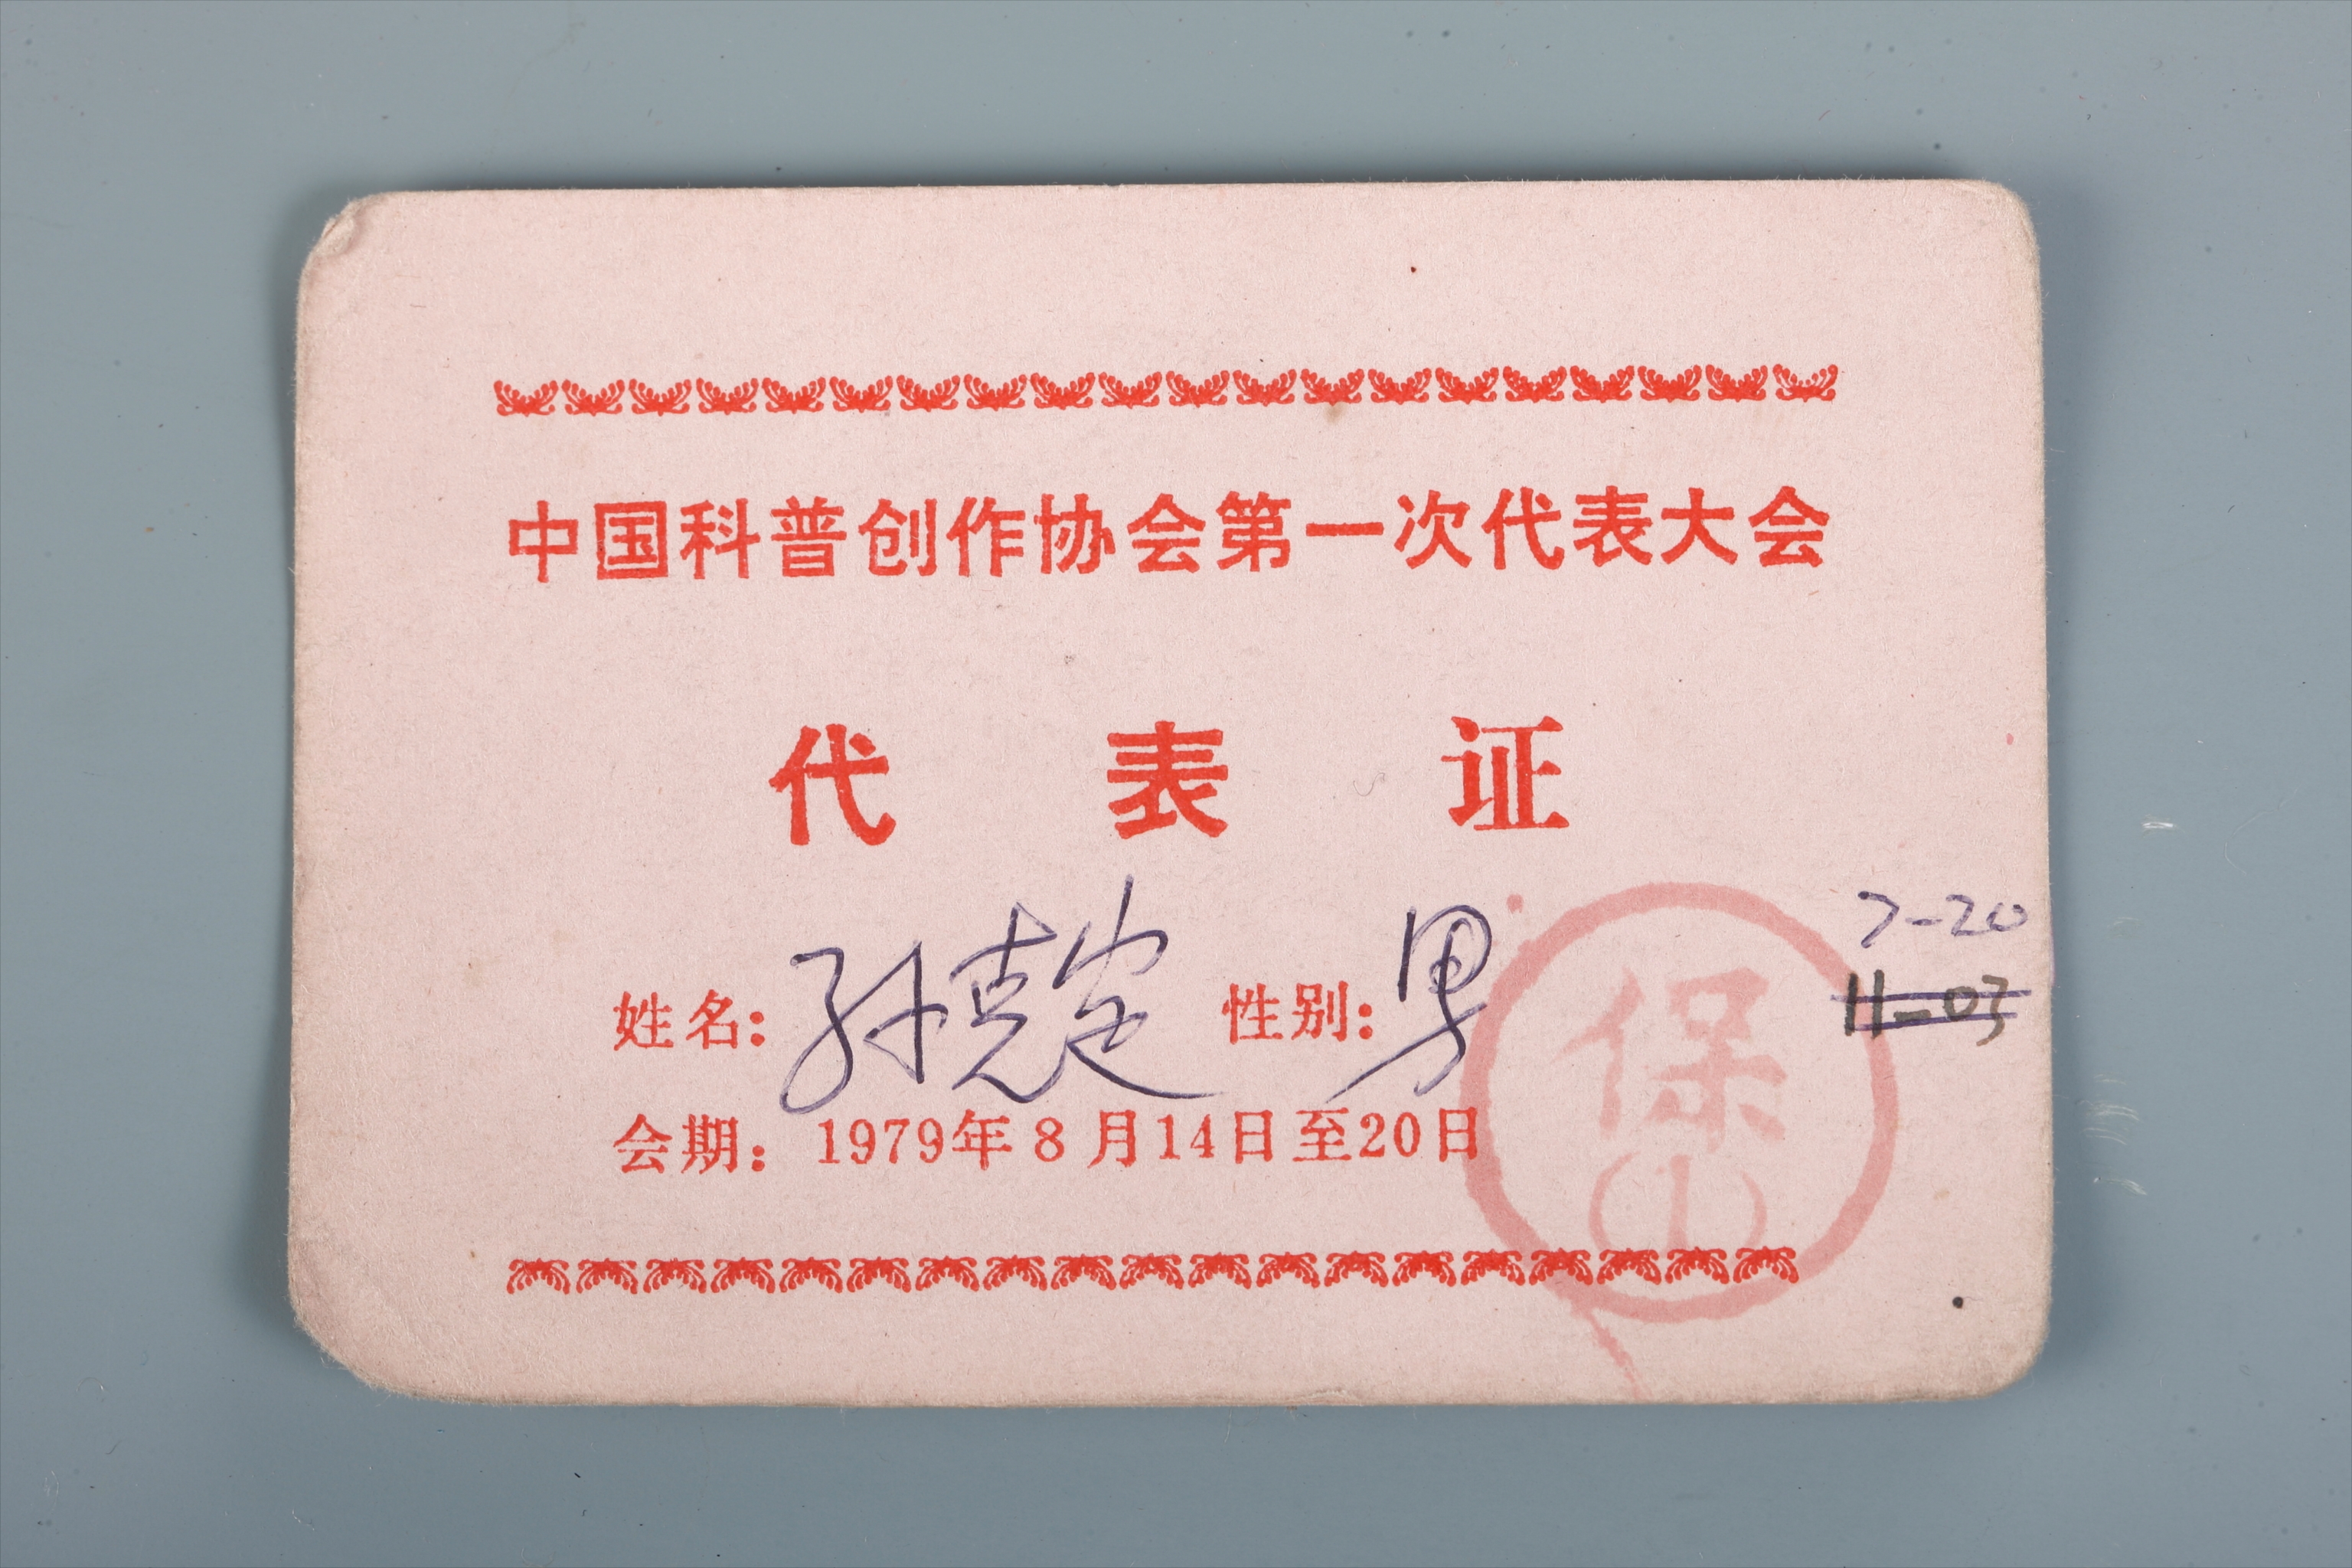 中国科普创作协会第一次代表大会
代表证
姓名：孙克定 性别：男
7-20
11-03
会期：1979年8月14日至20日
保
(1)